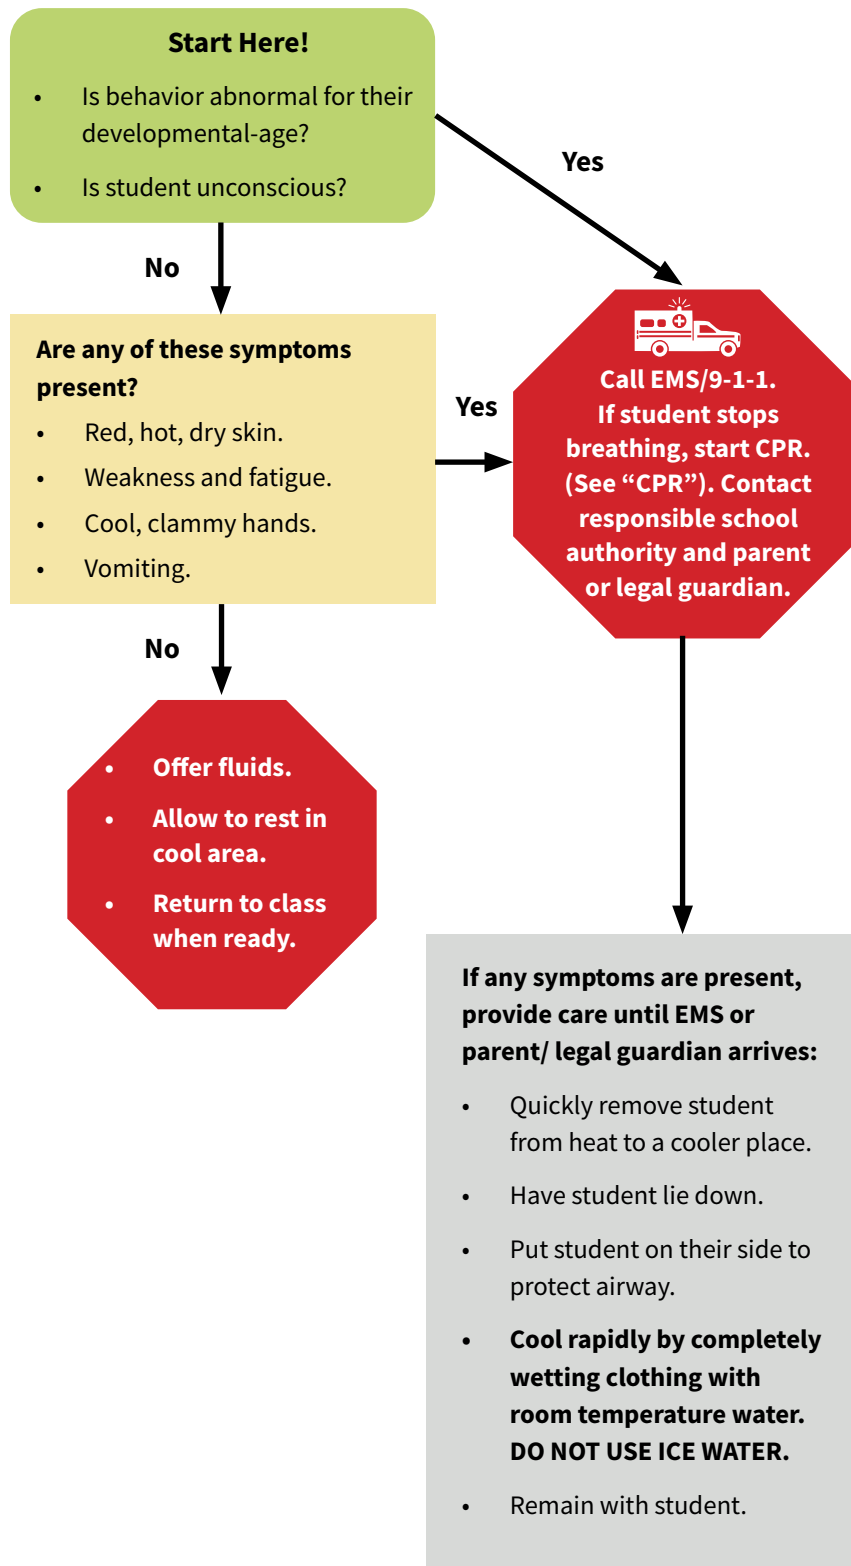 Start Here!
• Is behavior abnormal for their
developmental-age?
• Is student unconscious?
Yes
No
Are any of these symptoms
present?
• Red, hot, dry skin.
• Weakness and fatigue.
• Cool, clammy hands.
• Vomiting.
Yes
Call EMS/9-1-1.
If student stops
breathing, start CPR.
(See “CPR”). Contact
responsible school
authority and parent
or legal guardian.
No
• Offer fluids.
• Allow to rest in
cool area.
• Return to class
when ready.
If any symptoms are present,
provide care until EMS or
parent/ legal guardian arrives:
• Quickly remove student
from heat to a cooler place.
• Have student lie down.
• Put student on their side to
protect airway.
• Cool rapidly by completely
wetting clothing with
room temperature water.
DO NOT USE ICE WATER.
• Remain with student.